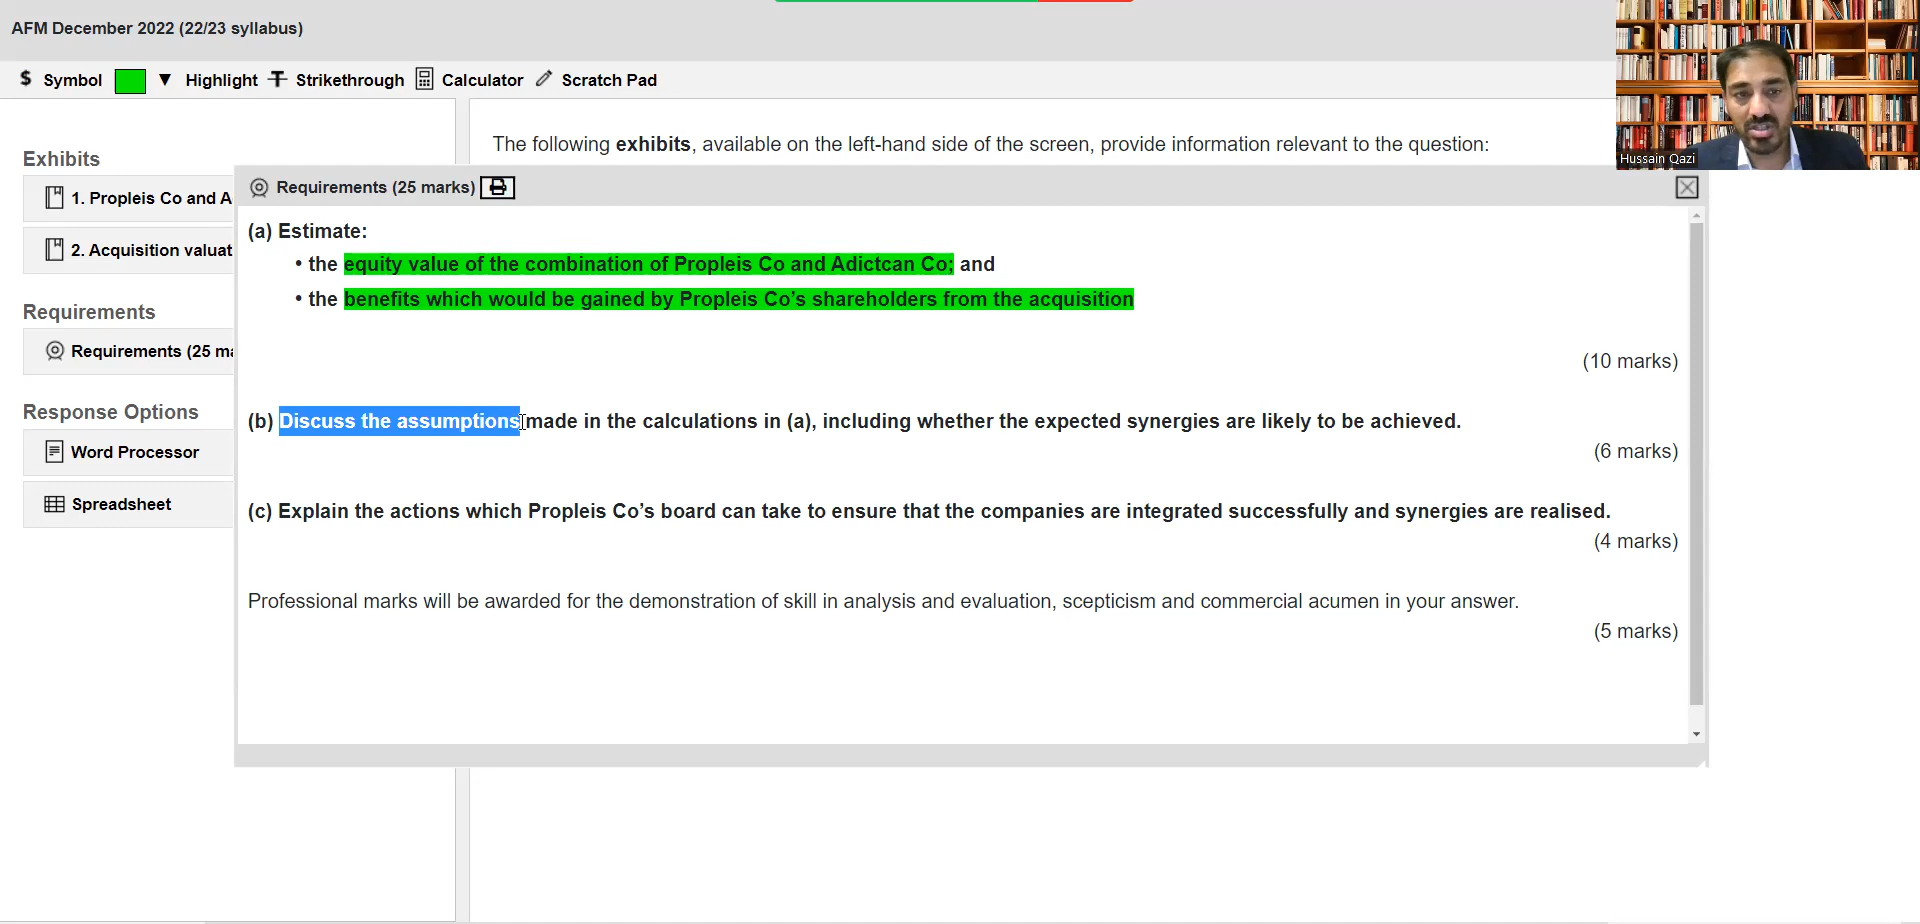 AFM December 2022 (22/23 syllabus)
$ Symbol ▼ Highlight Strikethrough Calculator Scratch Pad
Hussain Qazi
Exhibits
1. Propleis Co and A
2. Acquisition valuat
Requirements
Requirements (25 ma
Response Options
Word Processor
Spreadsheet
The following exhibits, available on the left-hand side of the screen, provide information relevant to the question:
Requirements (25 marks)
(a) Estimate:
• the equity value of the combination of Propleis Co and Adictcan Co; and
• the benefits which would be gained by Propleis Co’s shareholders from the acquisition
(10 marks)
(b) Discuss the assumptions made in the calculations in (a), including whether the expected synergies are likely to be achieved.
(6 marks)
(c) Explain the actions which Propleis Co’s board can take to ensure that the companies are integrated successfully and synergies are realised.
(4 marks)
Professional marks will be awarded for the demonstration of skill in analysis and evaluation, scepticism and commercial acumen in your answer.
(5 marks)